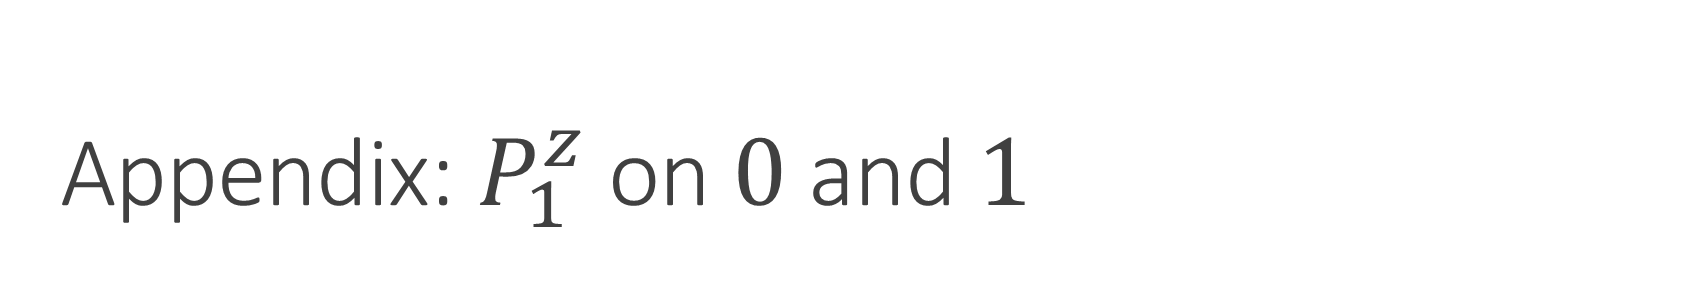 Appendix: $P_1^z$ on 0 and 1